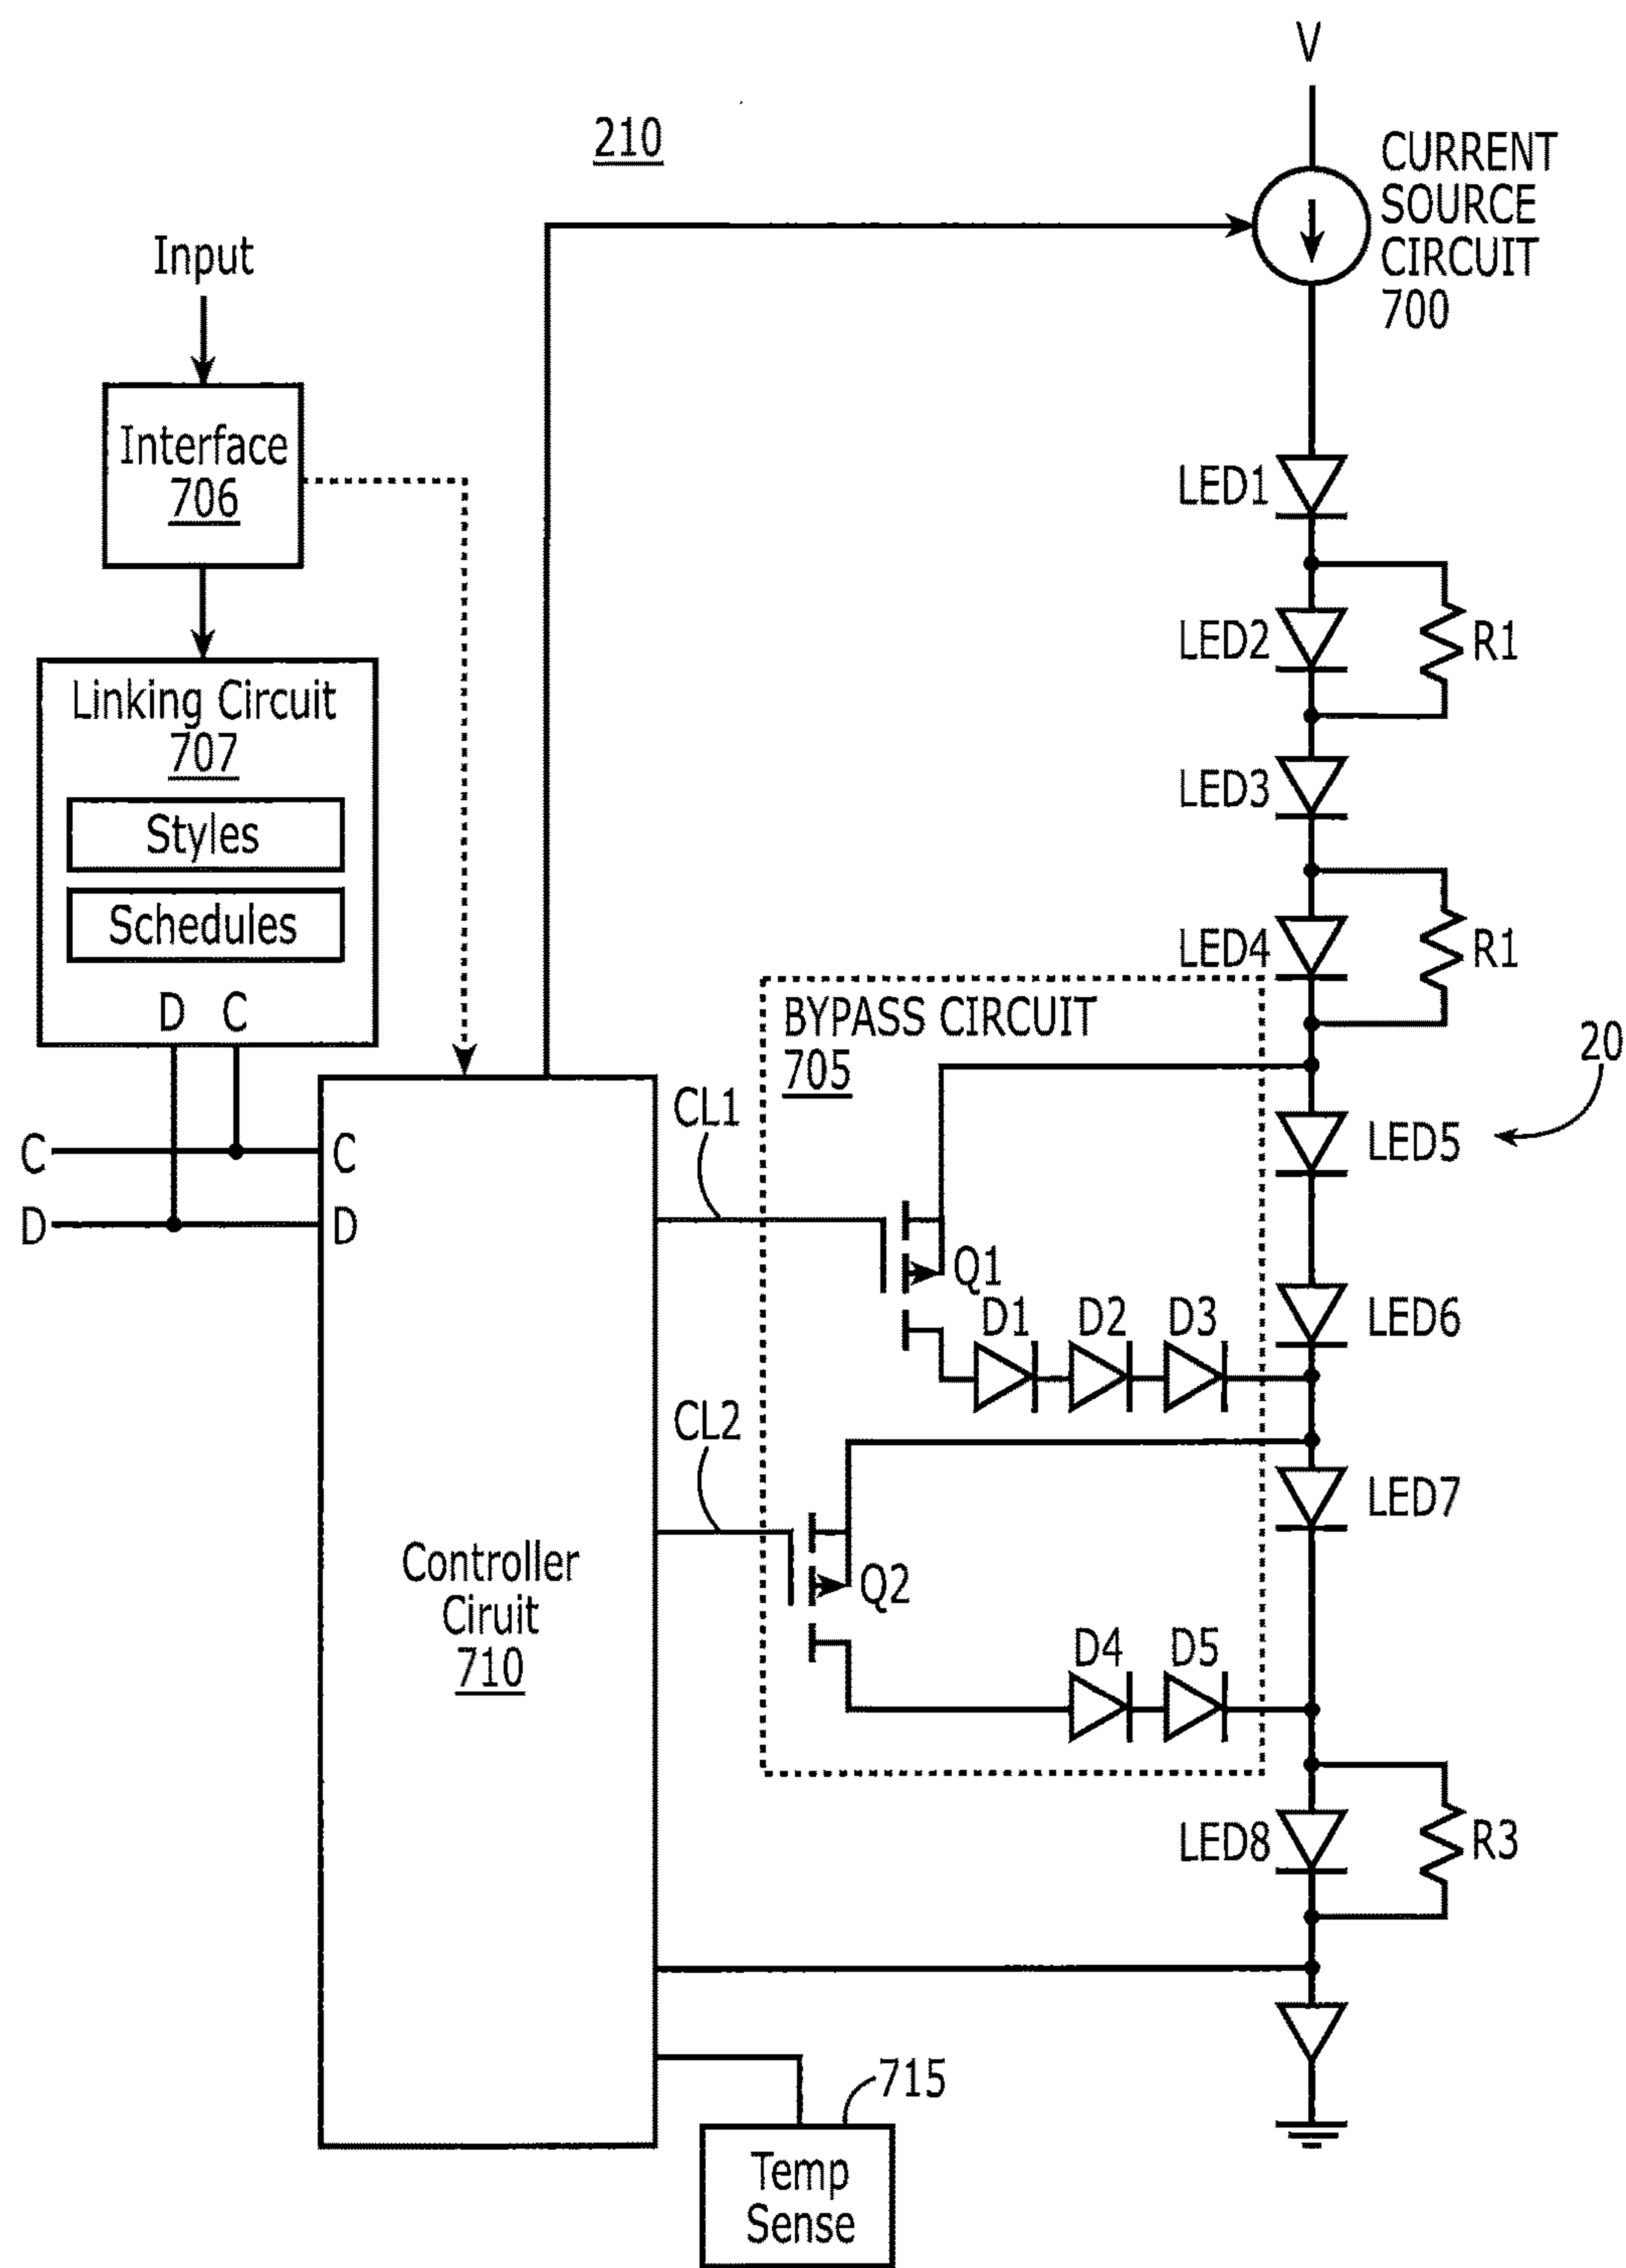 V
210
CURRENT
SOURCE
CIRCUIT
700
Input
Interface
706
Linking Circuit
707
Styles
Schedules
D C
LED1
LED2
R1
LED3
LED4
R1
BYPASS CIRCUIT
705
20
CL1
C
C
D
D
LED5
Q1
D1
D2
D3
LED6
CL2
LED7
Controller
Ciruit
710
Q2
D4
D5
LED8
R3
715
Temp
Sense